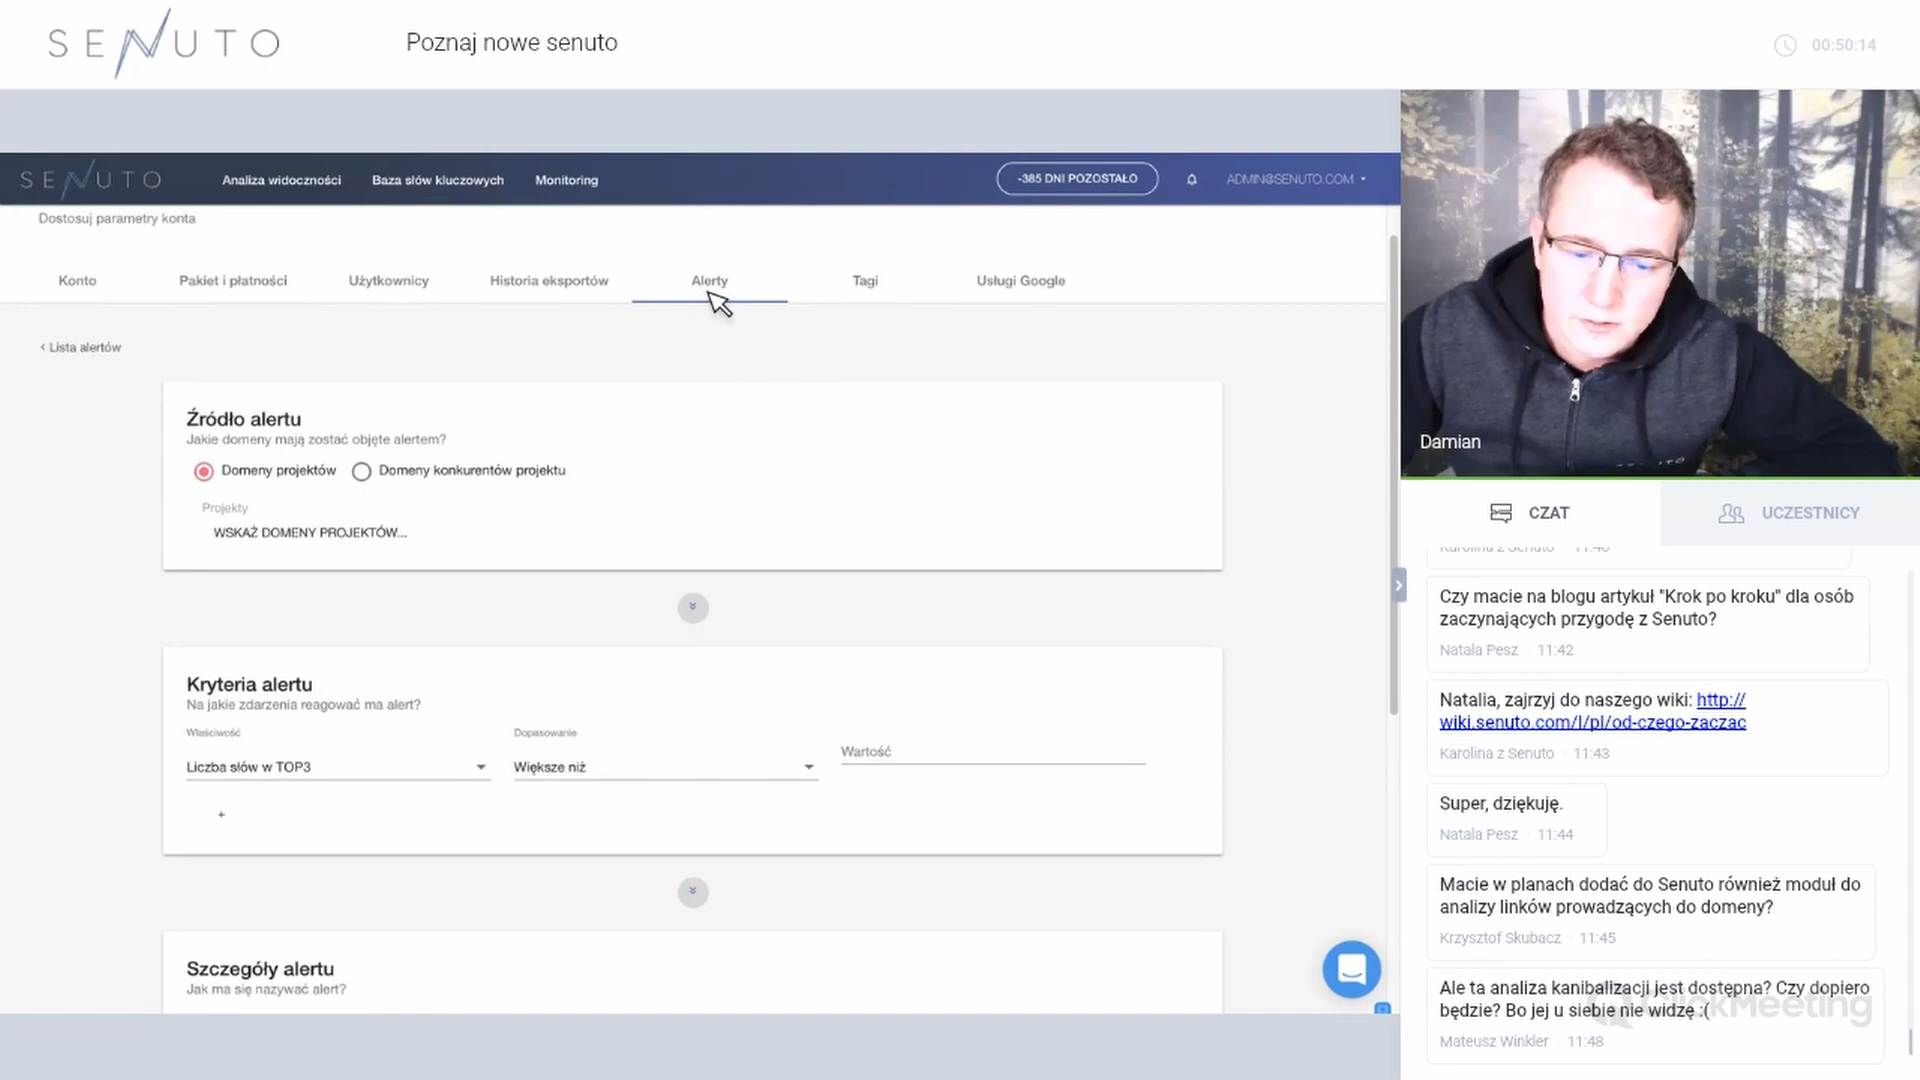 SENUTO
Poznaj nowe senuto
00:50:14
SENUTO
Analiza widoczności
Baza słów kluczowych
Monitoring
-385 DNI POZOSTAŁO
ADMIN@SENUTO.COM
Dostosuj parametry konta
Konto
Pakiet i płatności
Użytkownicy
Historia eksportów
Alerty
Tagi
Usługi Google
< Lista alertów
Źródło alertu
Jakie domeny mają zostać objęte alertem?
Domeny projektów
Domeny konkurentów projektu
Projekty
WSKAŻ DOMENY PROJEKTÓW...
Kryteria alertu
Na jakie zdarzenia reagować ma alert?
Właściwość
Dopasowanie
Wartość
Liczba słów w TOP3
Większe niż
+
Szczegóły alertu
Jak ma się nazywać alert?
Damian
SENUTO
CZAT
UCZESTNICY
Karolina z Senuto 11:40
Czy macie na blogu artykuł "Krok po kroku" dla osób
zaczynających przygodę z Senuto?
Natala Pesz 11:42
Natalia, zajrzyj do naszego wiki: http://
wiki.senuto.com/l/pl/od-czego-zaczac
Karolina z Senuto 11:43
Super, dziękuję.
Natala Pesz 11:44
Macie w planach dodać do Senuto również moduł do
analizy linków prowadzących do domeny?
Krzysztof Skubacz 11:45
Ale ta analiza kanibalizacji jest dostępna? Czy dopiero
będzie? Bo jej u siebie nie widzę :(
Mateusz Winkler 11:48
ClickMeeting